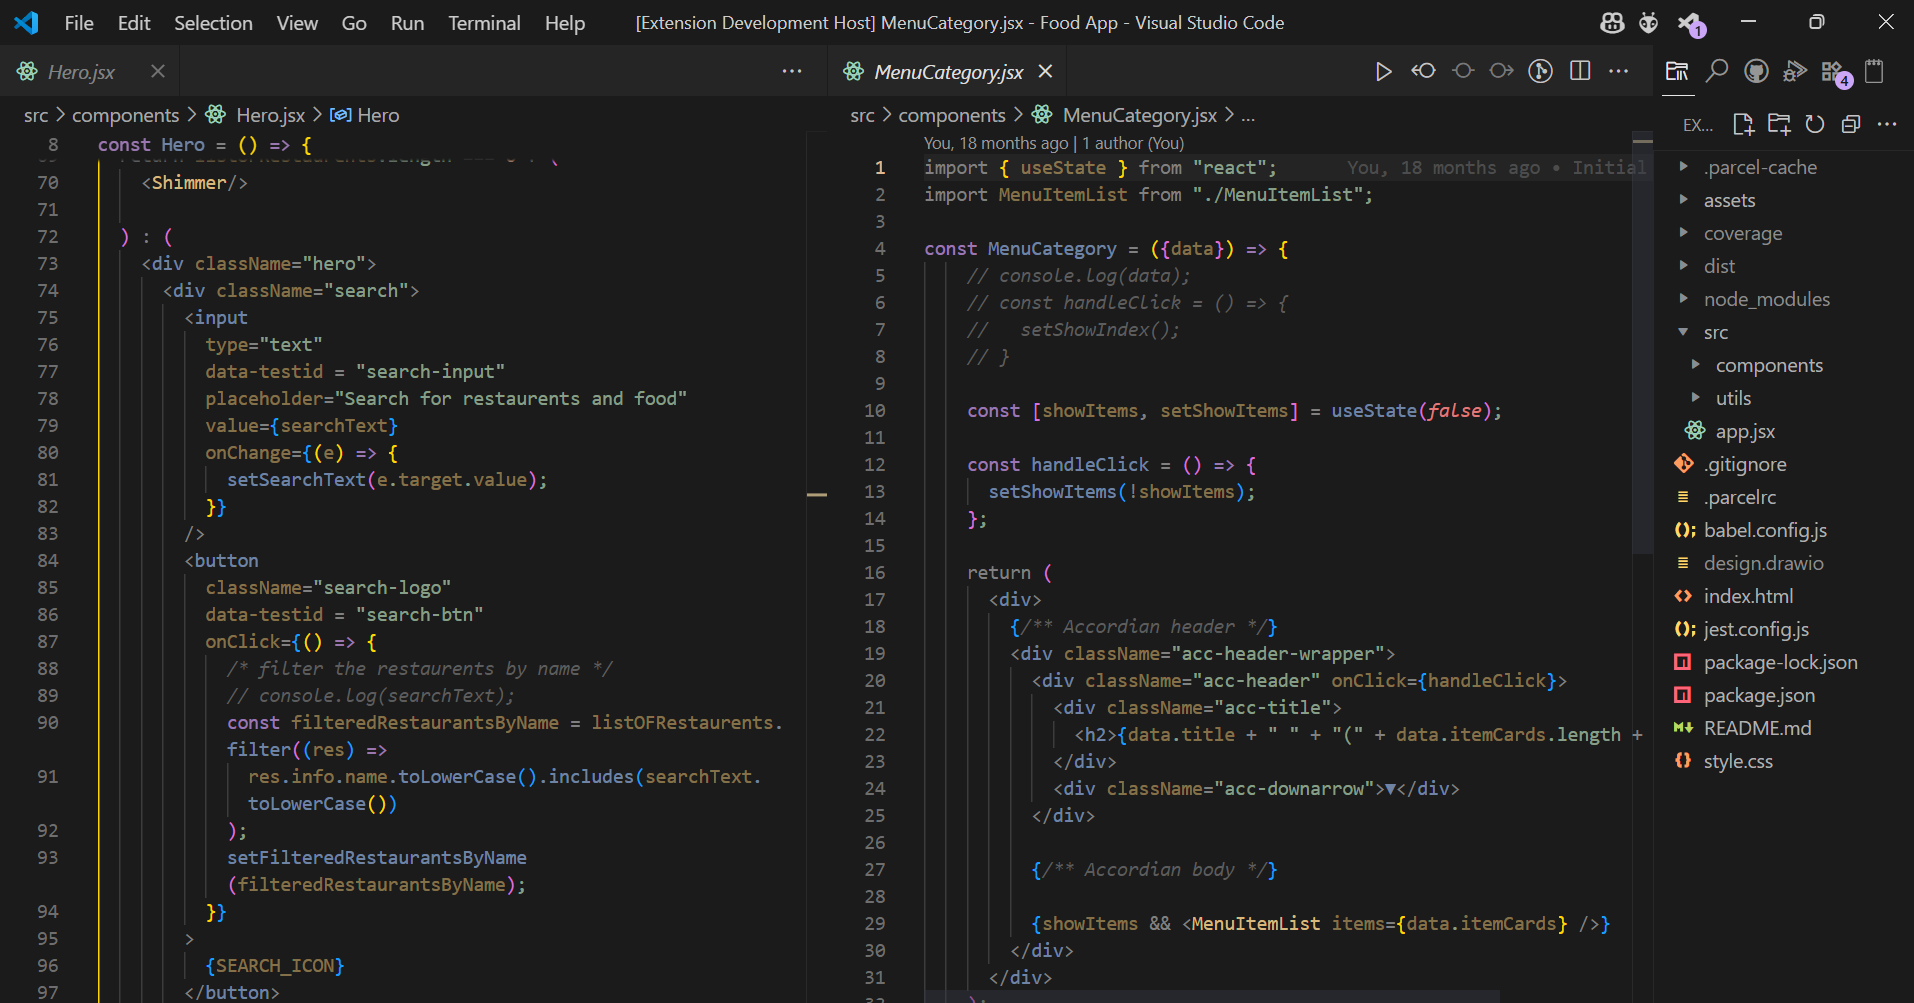 File Edit Selection View Go Run Terminal Help [Extension Development Host] MenuCategory.jsx - Food App - Visual Studio Code
1
Hero.jsx
src > components > Hero.jsx > Hero
8 const Hero = () => {
70 <Shimmer/>
71
72 ) : (
73 <div className="hero">
74 <div className="search">
75 <input
76 type="text"
77 data-testid = "search-input"
78 placeholder="Search for restaurents and food"
79 value={searchText}
80 onChange={(e) => {
81 setSearchText(e.target.value);
82 }}
83 />
84 <button
85 className="search-logo"
86 data-testid = "search-btn"
87 onClick={() => {
88 /* filter the restaurents by name */
89 // console.log(searchText);
90 const filteredRestaurantsByName = listOFRestaurents.
filter((res) =>
91 res.info.name.toLowerCase().includes(searchText.
toLowerCase())
92 );
93 setFilteredRestaurantsByName
(filteredRestaurantsByName);
94 }}
95 >
96 {SEARCH_ICON}
97 </button>
MenuCategory.jsx
src > components > MenuCategory.jsx > ...
You, 18 months ago | 1 author (You)
1 import { useState } from "react"; You, 18 months ago • Initial
2 import MenuItemList from "./MenuItemList";
3
4 const MenuCategory = ({data}) => {
5 // console.log(data);
6 // const handleClick = () => {
7 // setShowIndex();
8 // }
9
10 const [showItems, setShowItems] = useState(false);
11
12 const handleClick = () => {
13 setShowItems(!showItems);
14 };
15
16 return (
17 <div>
18 {/** Accordian header */}
19 <div className="acc-header-wrapper">
20 <div className="acc-header" onClick={handleClick}>
21 <div className="acc-title">
22 <h2>{data.title + " " + "(" + data.itemCards.length +
23 </div>
24 <div className="acc-downarrow">▼</div>
25 </div>
26
27 {/** Accordian body */}
28
29 {showItems && <MenuItemList items={data.itemCards} />}
30 </div>
31 </div>
4
EX...
.parcel-cache
assets
coverage
dist
node_modules
src
components
utils
app.jsx
.gitignore
.parcelrc
babel.config.js
design.drawio
index.html
jest.config.js
package-lock.json
package.json
README.md
style.css